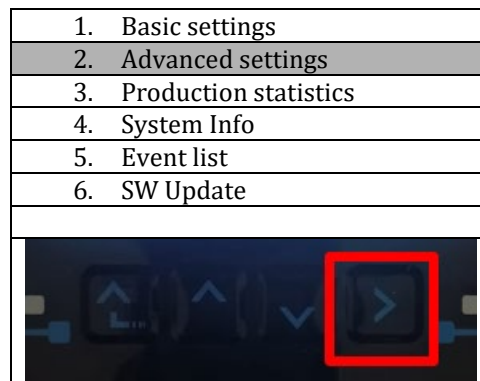 1. Basic settings
2. Advanced settings
3. Production statistics
4. System Info
5. Event list
6. SW Update